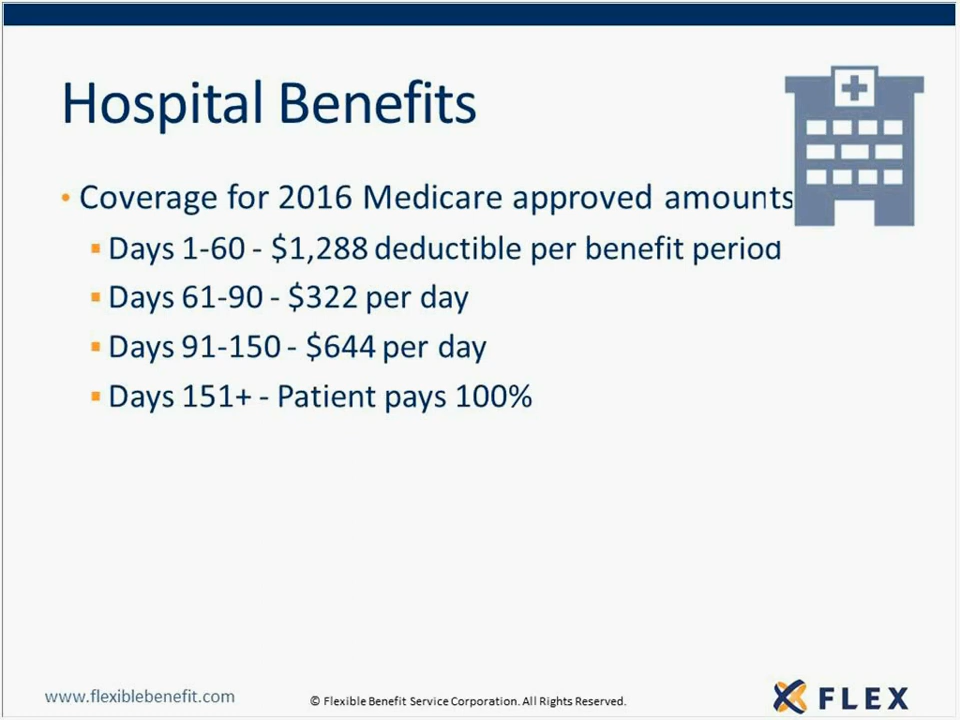 Hospital Benefits
• Coverage for 2016 Medicare approved amounts
▪ Days 1-60 - $1,288 deductible per benefit period
▪ Days 61-90 - $322 per day
▪ Days 91-150 - $644 per day
▪ Days 151+ - Patient pays 100%
www.flexiblebenefit.com
© Flexible Benefit Service Corporation. All Rights Reserved.
FLEX